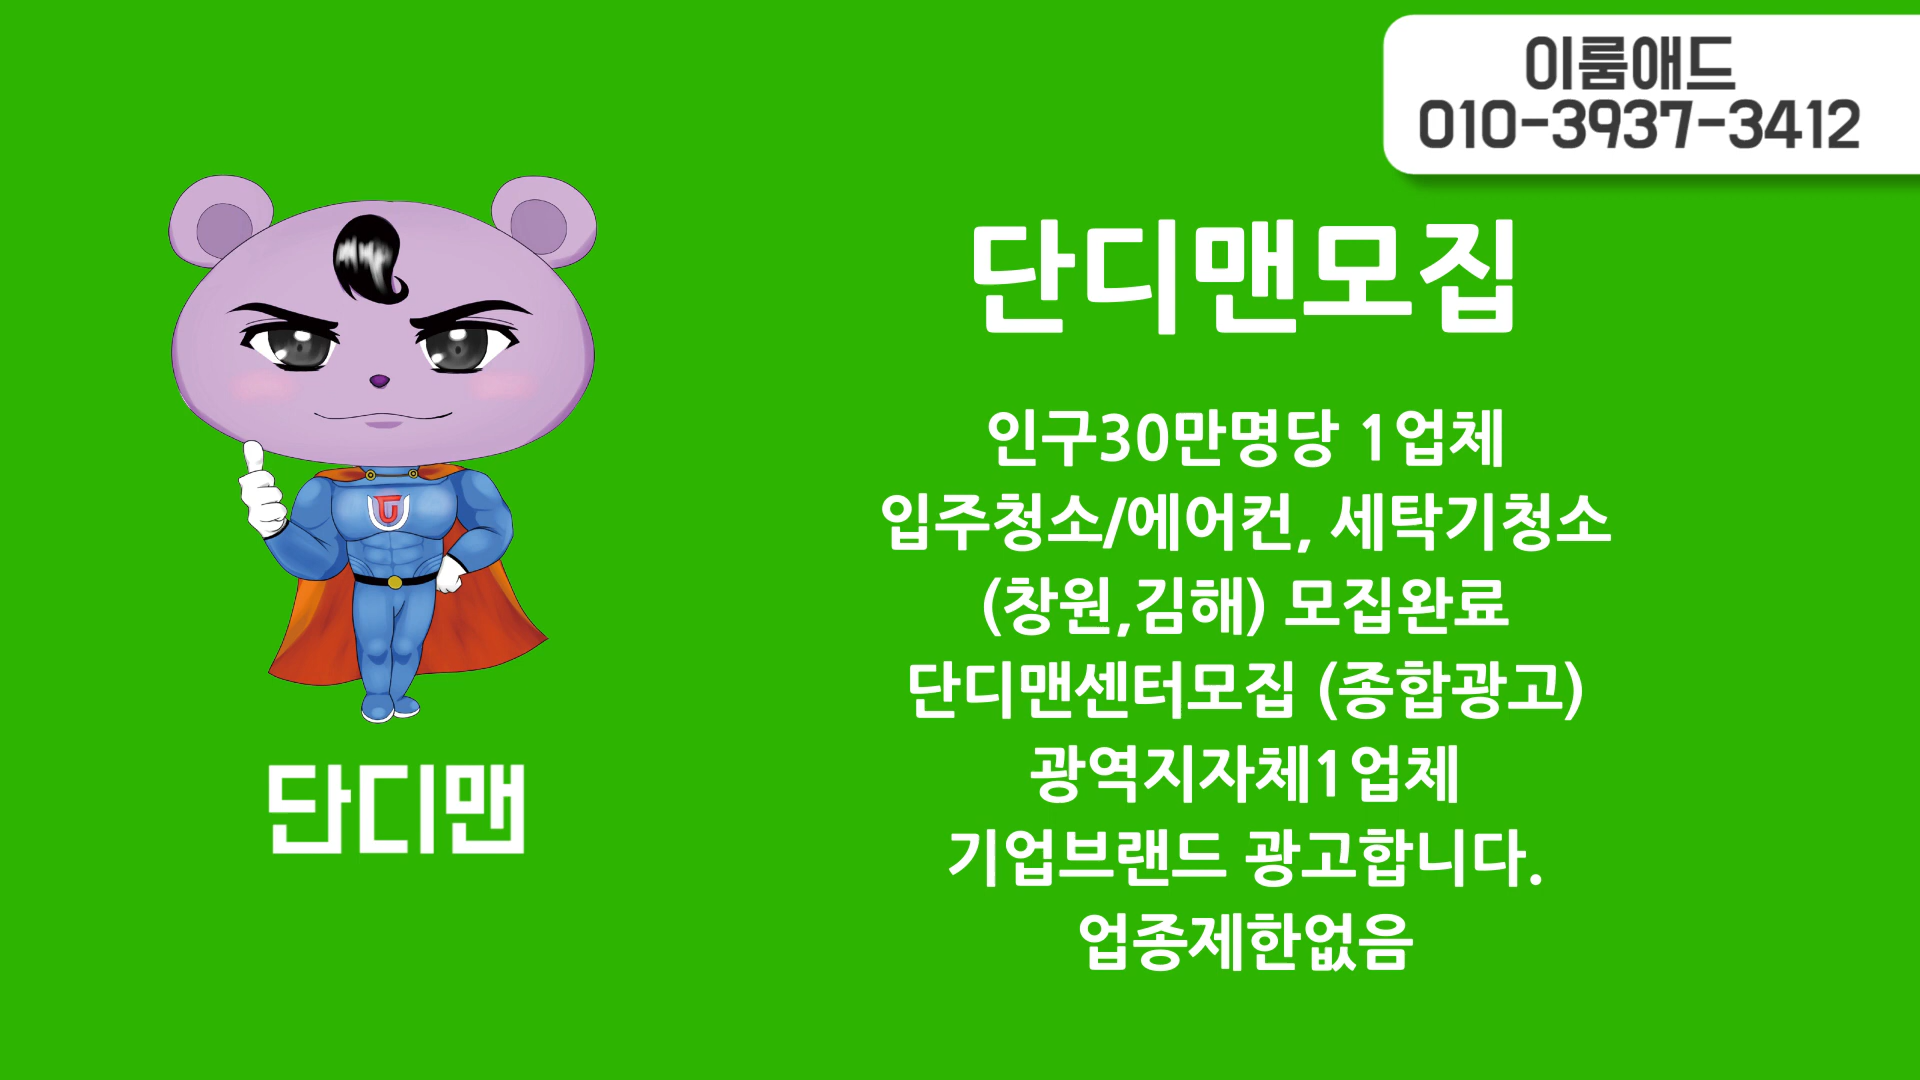 이룸애드
010-3937-3412
단디맨모집
인구30만명당 1업체
입주청소/에어컨, 세탁기청소
(창원,김해) 모집완료
단디맨센터모집 (종합광고)
광역지자체1업체
기업브랜드 광고합니다.
업종제한없음
단디맨